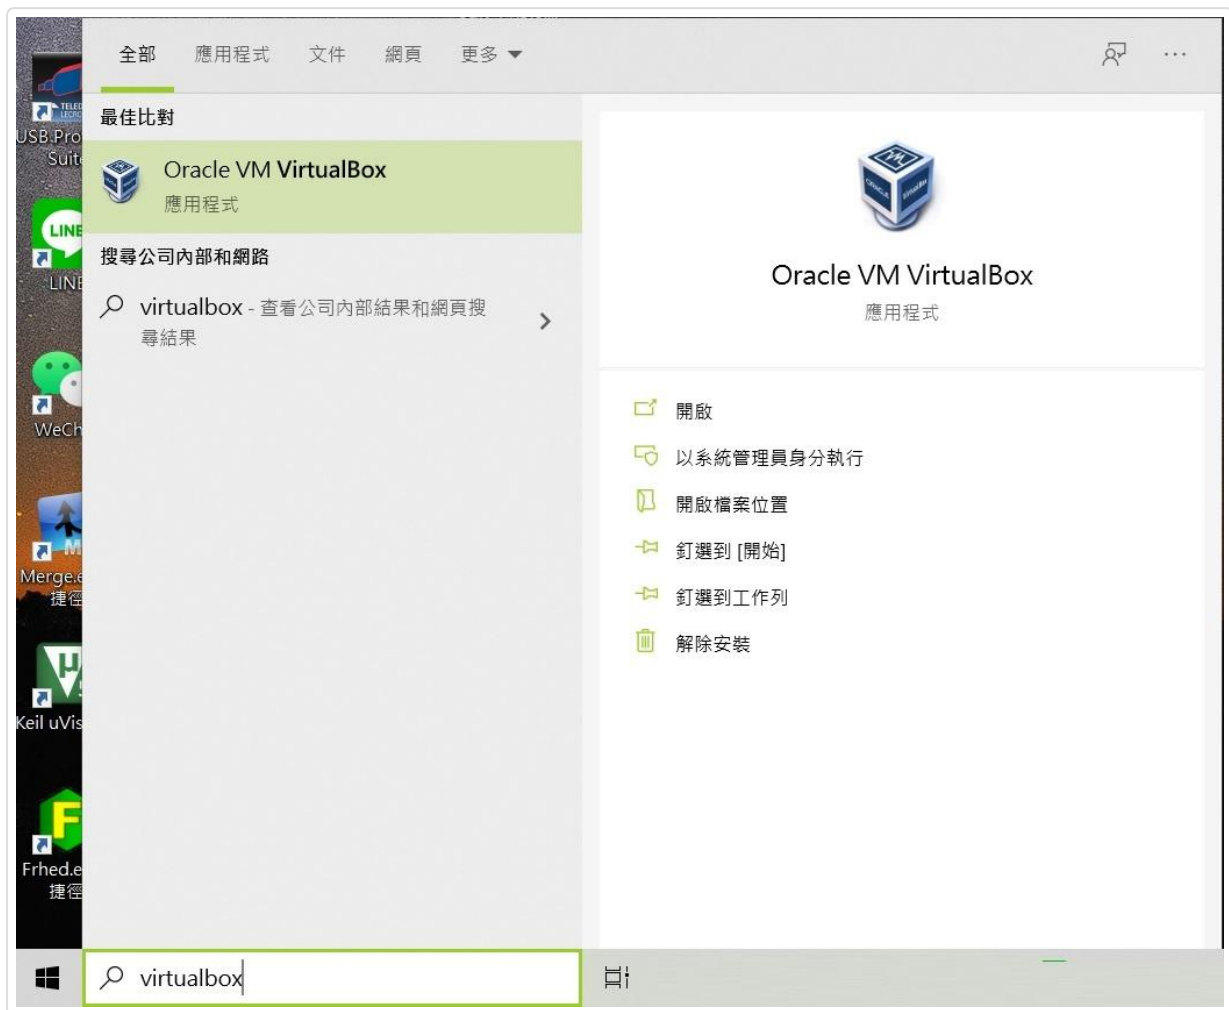 全部 應用程式 文件 網頁 更多
最佳比對
Oracle VM VirtualBox
應用程式
搜尋公司內部和網路
virtualbox - 查看公司內部結果和網頁搜
尋結果
Oracle VM VirtualBox
應用程式
開啟
以系統管理員身分執行
開啟檔案位置
釘選到 [開始]
釘選到工作列
解除安裝
USB Pro
Suite
LINE
LINE
WeCh
Merge.e
捷徑
Keil uVis
Frhed.e
捷徑
virtualbox